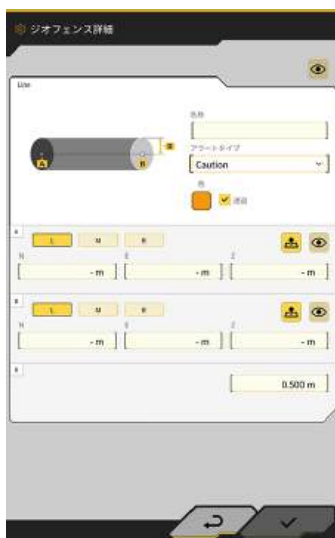 ジオフェンス詳細
Line
名称
アラートタイプ
Caution
色
透過
A B R
A
L M R
N E Z
- m - m - m
B
L M R
N E Z
- m - m - m
R
0.500 m